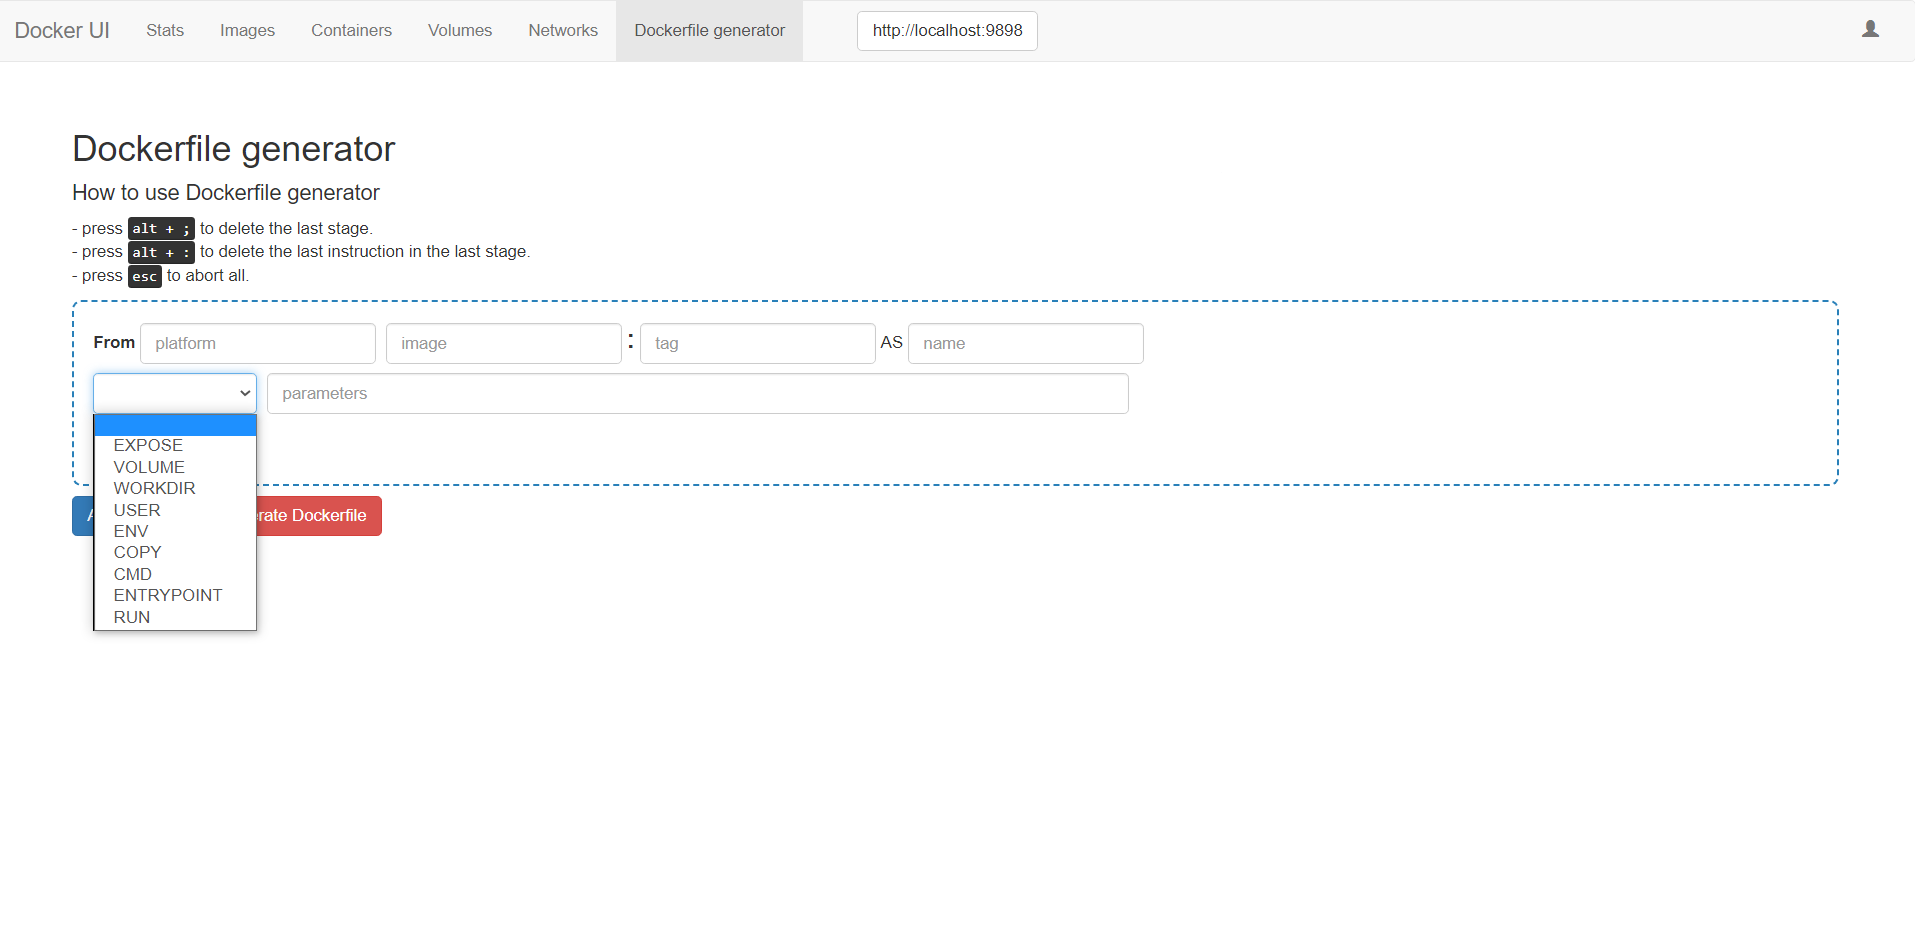 Docker UI Stats Images Containers Volumes Networks Dockerfile generator http://localhost:9898
Dockerfile generator
How to use Dockerfile generator
- press alt + ; to delete the last stage.
- press alt + : to delete the last instruction in the last stage.
- press esc to abort all.
From platform image : tag AS name
parameters
EXPOSE
VOLUME
WORKDIR
USER
ENV
COPY
CMD
ENTRYPOINT
RUN
Dockerfile